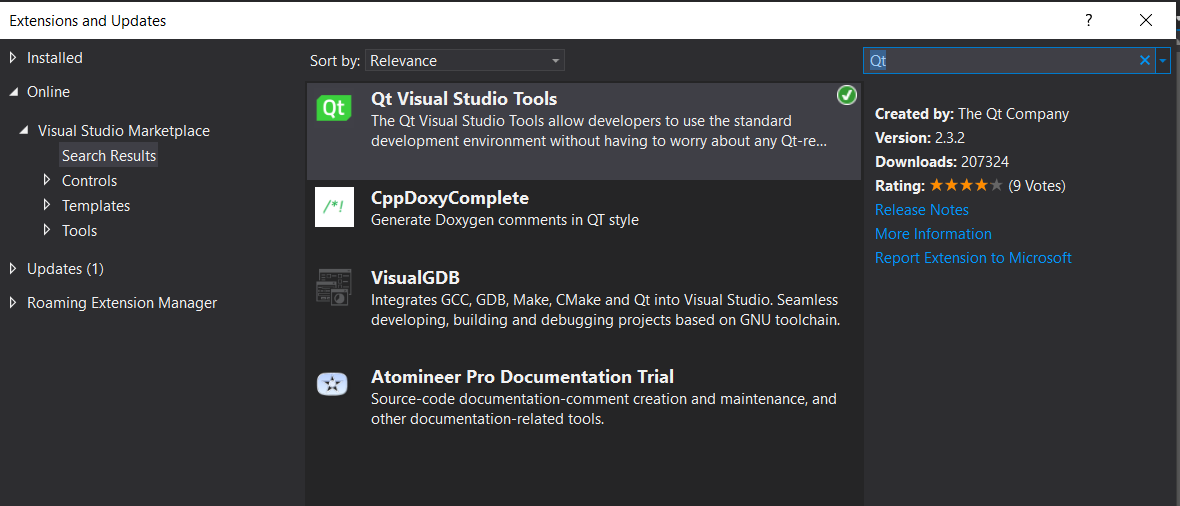 Extensions and Updates
?
Installed
Online
Visual Studio Marketplace
Search Results
Controls
Templates
Tools
Updates (1)
Roaming Extension Manager
Sort by: Relevance
Qt
Qt Visual Studio Tools
The Qt Visual Studio Tools allow developers to use the standard
development environment without having to worry about any Qt-re...
/*!
CppDoxyComplete
Generate Doxygen comments in QT style
VisualGDB
Integrates GCC, GDB, Make, CMake and Qt into Visual Studio. Seamless
developing, building and debugging projects based on GNU toolchain.
Atomineer Pro Documentation Trial
Source-code documentation-comment creation and maintenance, and
other documentation-related tools.
Qt
Created by: The Qt Company
Version: 2.3.2
Downloads: 207324
Rating: (9 Votes)
Release Notes
More Information
Report Extension to Microsoft